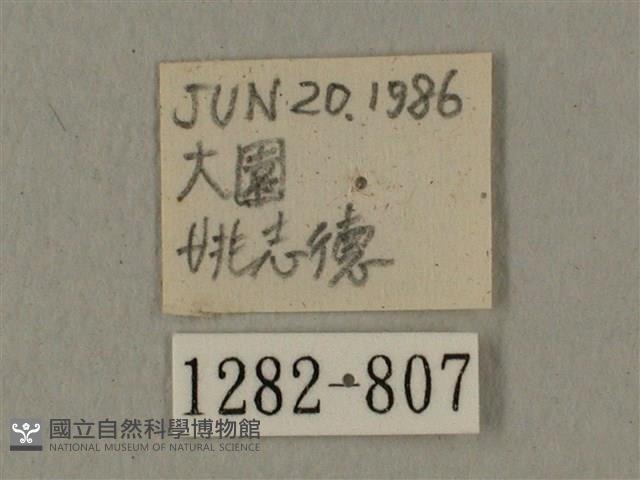 JUN 20. 1986
大園
姚志德
1282-807
國立自然科學博物館
NATIONAL MUSEUM OF NATURAL SCIENCE